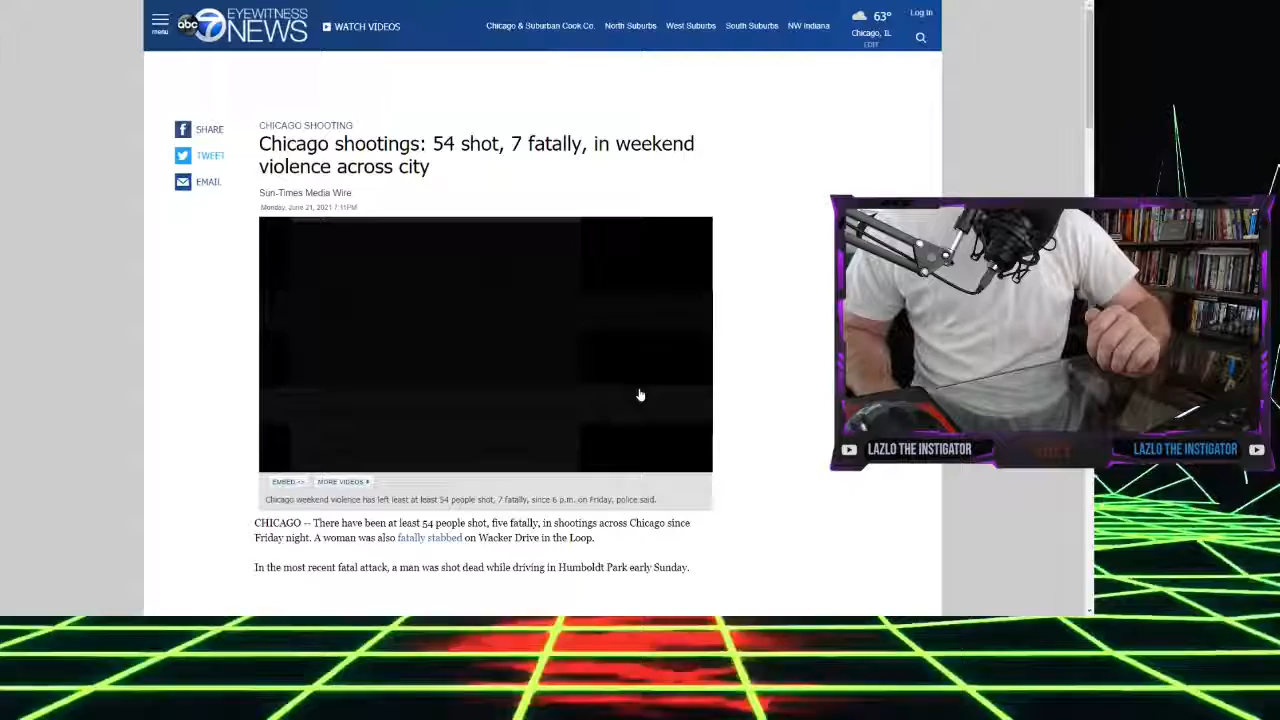 menu
abc
7
EYEWITNESS
NEWS
WATCH VIDEOS
Chicago & Suburban Cook Co.
North Suburbs
West Suburbs
South Suburbs
NW Indiana
63°
Chicago, IL
EDIT
Log In
SHARE
TWEET
EMAIL
CHICAGO SHOOTING
Chicago shootings: 54 shot, 7 fatally, in weekend
violence across city
Sun-Times Media Wire
Monday, June 21, 2021 7:11PM
EMBED <>
MORE VIDEOS
Chicago weekend violence has left least at least 54 people shot, 7 fatally, since 6 p.m. on Friday, police said.
CHICAGO -- There have been at least 54 people shot, five fatally, in shootings across Chicago since
Friday night. A woman was also fatally stabbed on Wacker Drive in the Loop.
In the most recent fatal attack, a man was shot dead while driving in Humboldt Park early Sunday.
LAZLO THE INSTIGATOR
LAZLO THE INSTIGATOR